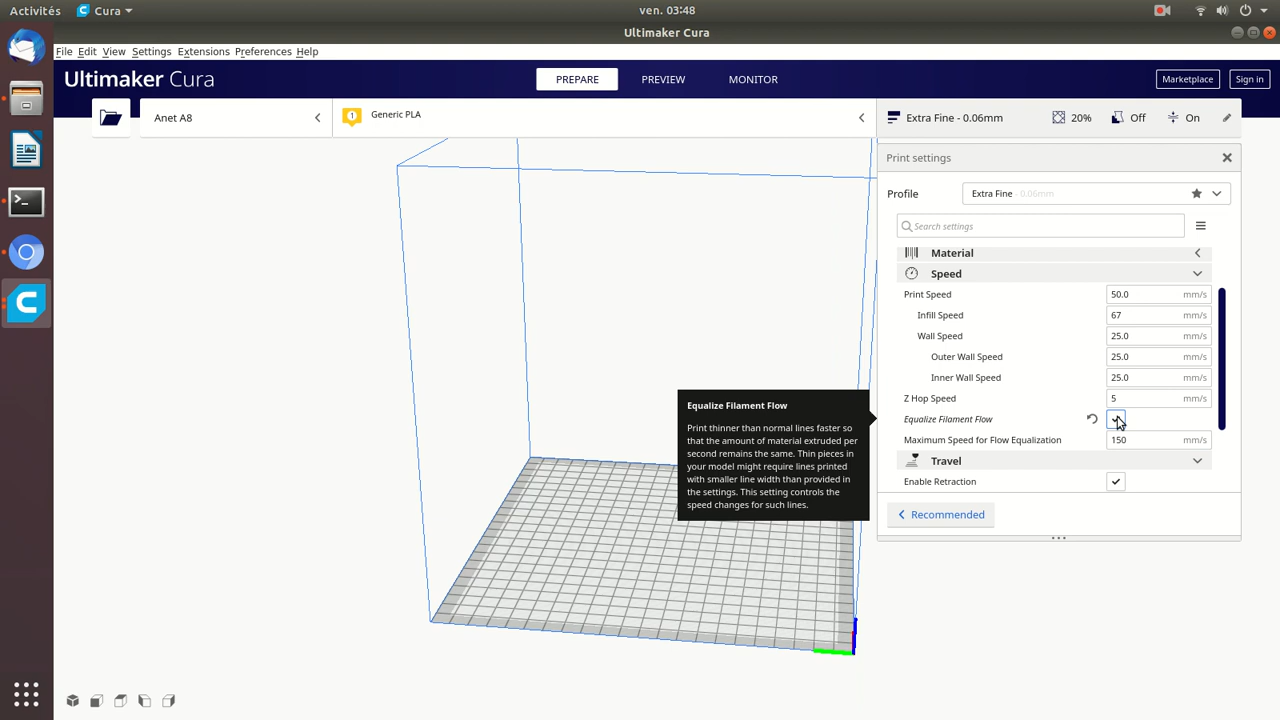 Activités Cura ven. 03:48
Ultimaker Cura
File Edit View Settings Extensions Preferences Help
Ultimaker Cura PREPARE PREVIEW MONITOR Marketplace Sign in
Anet A8 1 Generic PLA Extra Fine - 0.06mm 20% Off On
Print settings
Profile Extra Fine - 0.06mm
Search settings
Material
Speed
Print Speed 50.0 mm/s
Infill Speed 67 mm/s
Wall Speed 25.0 mm/s
Outer Wall Speed 25.0 mm/s
Inner Wall Speed 25.0 mm/s
Z Hop Speed 5 mm/s
Equalize Filament Flow
Maximum Speed for Flow Equalization 150 mm/s
Travel
Enable Retraction
Recommended
Equalize Filament Flow
Print thinner than normal lines faster so
that the amount of material extruded per
second remains the same. Thin pieces in
your model might require lines printed
with smaller line width than provided in
the settings. This setting controls the
speed changes for such lines.